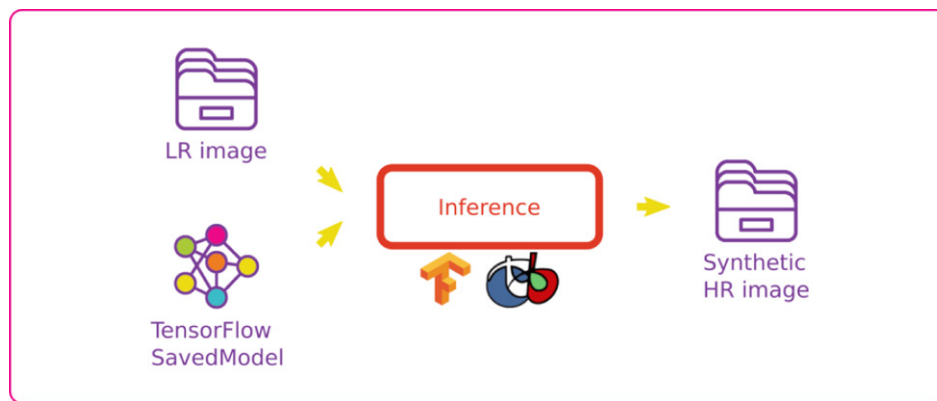 LR image
TensorFlow
SavedModel
Inference
Synthetic
HR image